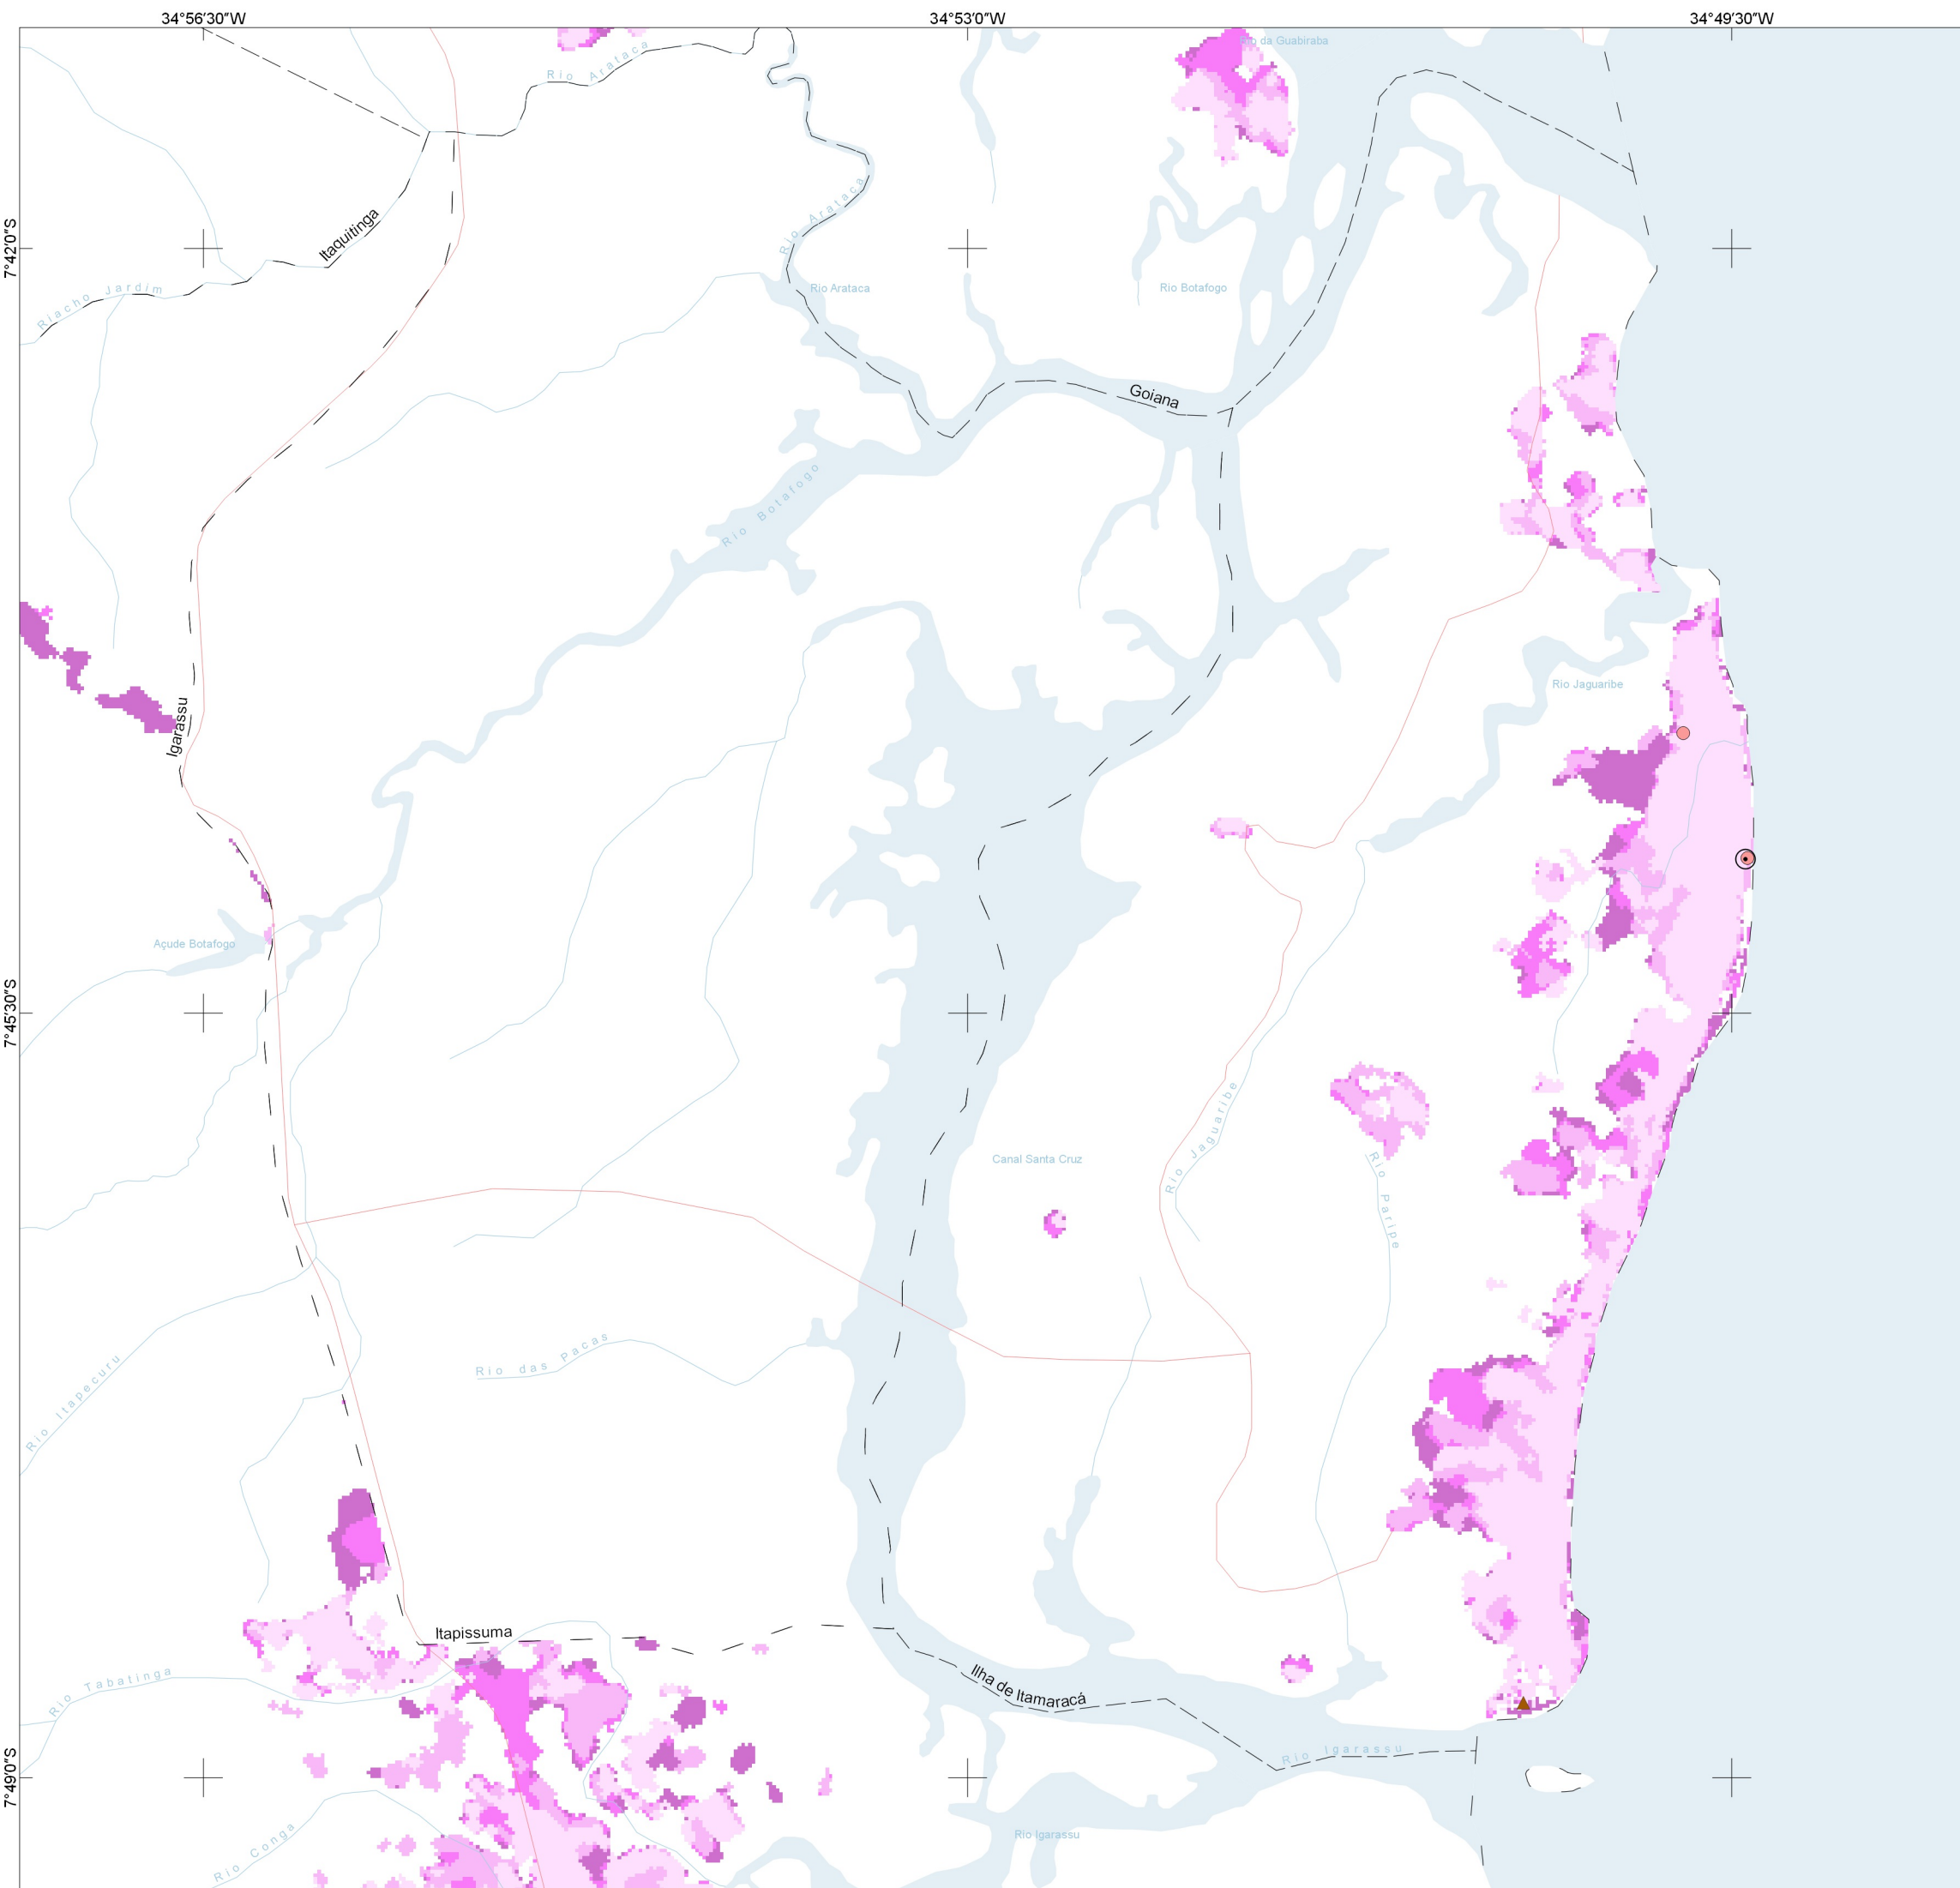 34°56'30"W
34°53'0"W
34°49'30"W
Rio da Guabiraba
Rio Arataca
7°42'0"S
Itaquitinga
Rio Arataca
Riacho Jardim
Rio Arataca
Rio Botafogo
Goiana
Rio Botafogo
Rio Jaguaribe
Igarassu
Açude Botafogo
7°45'30"S
Canal Santa Cruz
Rio Jaguaribe
Rio Paripe
Rio das Pacas
Rio Itapecuru
Itapissuma
Rio Tabatinga
Ilha de Itamaracá
Rio Igarassu
7°49'0"S
Rio Conga
Rio Igarassu